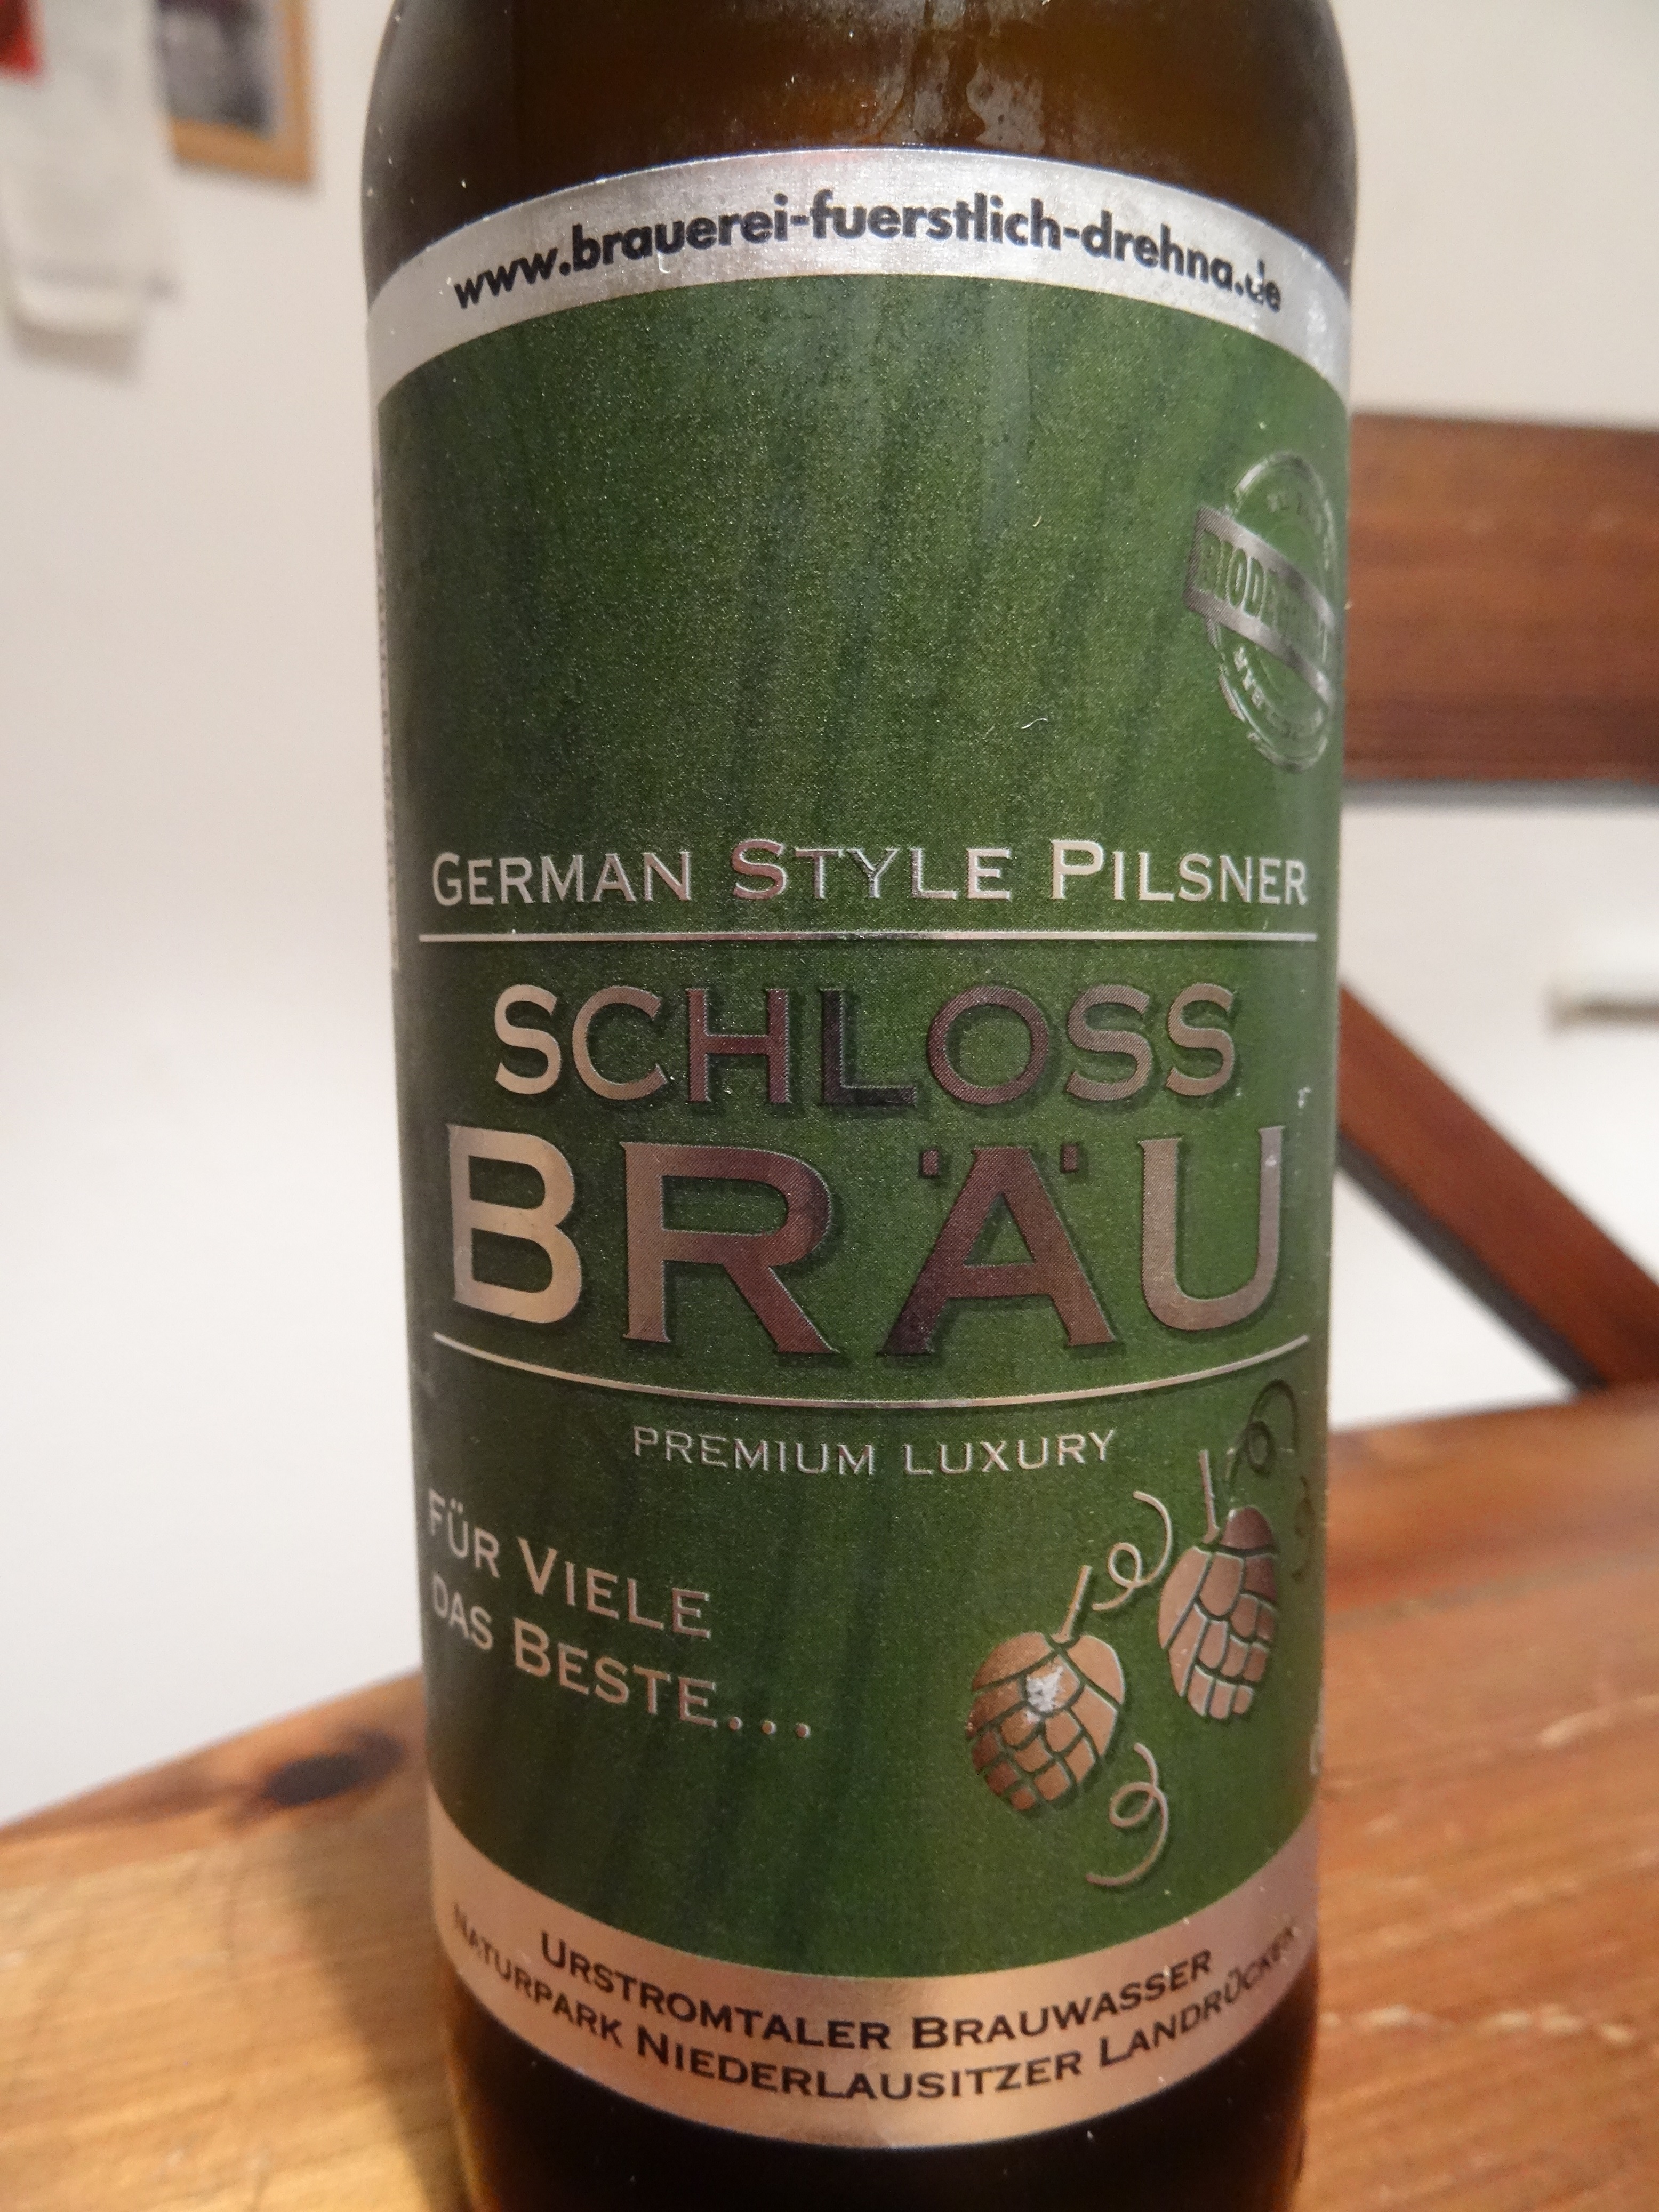 www.brauerei-fuerstlich-drehna.de
GERMAN STYLE PILSNER
SCHLOSS
BRÄU
PREMIUM LUXURY
FÜR VIELE
DAS BESTE...
URSTROMTALER BRAUWASSER
NATURPARK NIEDERLAUSITZER LANDRÜCKEN